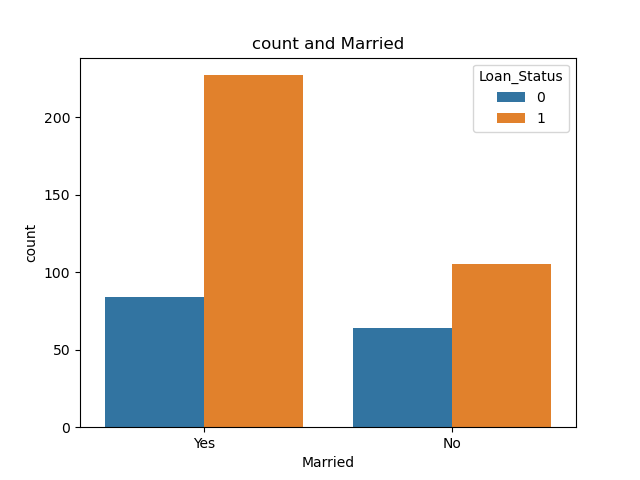 count and Married
Loan_Status
0
1
200
150
100
50
0
count
Yes
No
Married